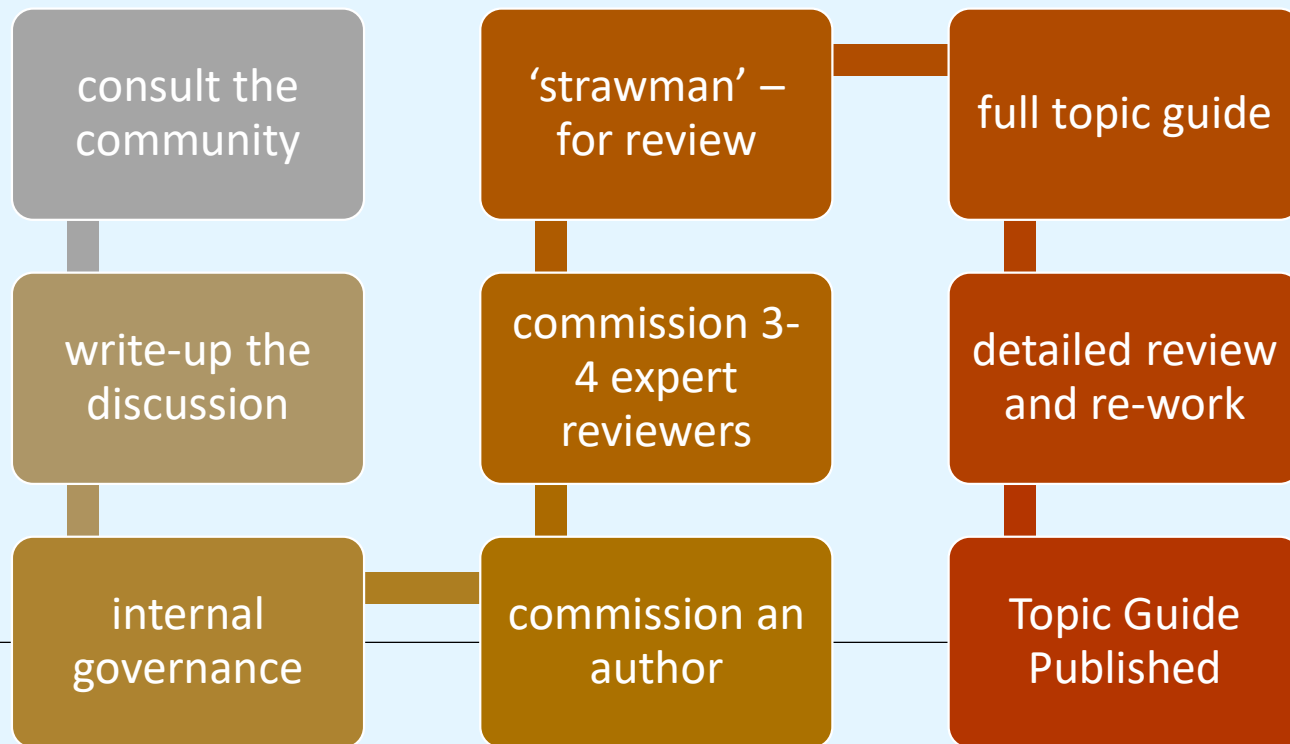 consult the
community
write-up the
discussion
internal
governance
commission an
author
commission 3-
4 expert
reviewers
‘strawman’ –
for review
full topic guide
detailed review
and re-work
Topic Guide
Published